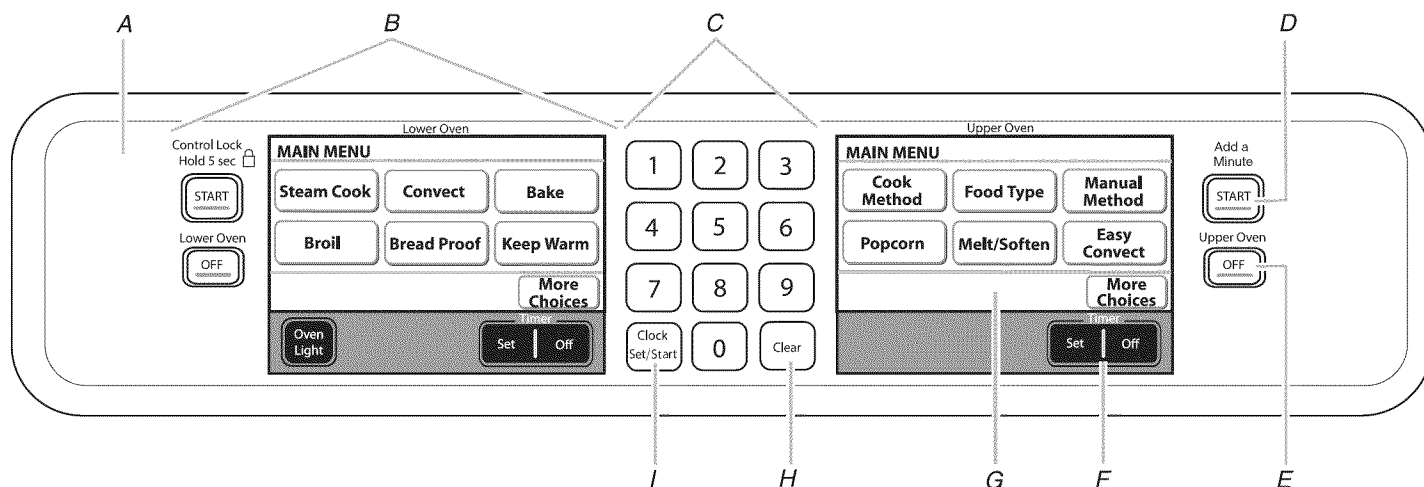 A
B
C
D
Lower Oven
Upper Oven
Control Lock
Hold 5 sec
START
Lower Oven
OFF
MAIN MENU
Steam Cook
Convect
Bake
Broil
Bread Proof
Keep Warm
More
Choices
Oven
Light
Timer
Set
Off
1
2
3
4
5
6
7
8
9
Clock
Set/Start
0
Clear
MAIN MENU
Cook
Method
Food Type
Manual
Method
Popcorn
Melt/Soften
Easy
Convect
More
Choices
Timer
Set
Off
Add a
Minute
START
Upper Oven
OFF
I
H
G
F
E